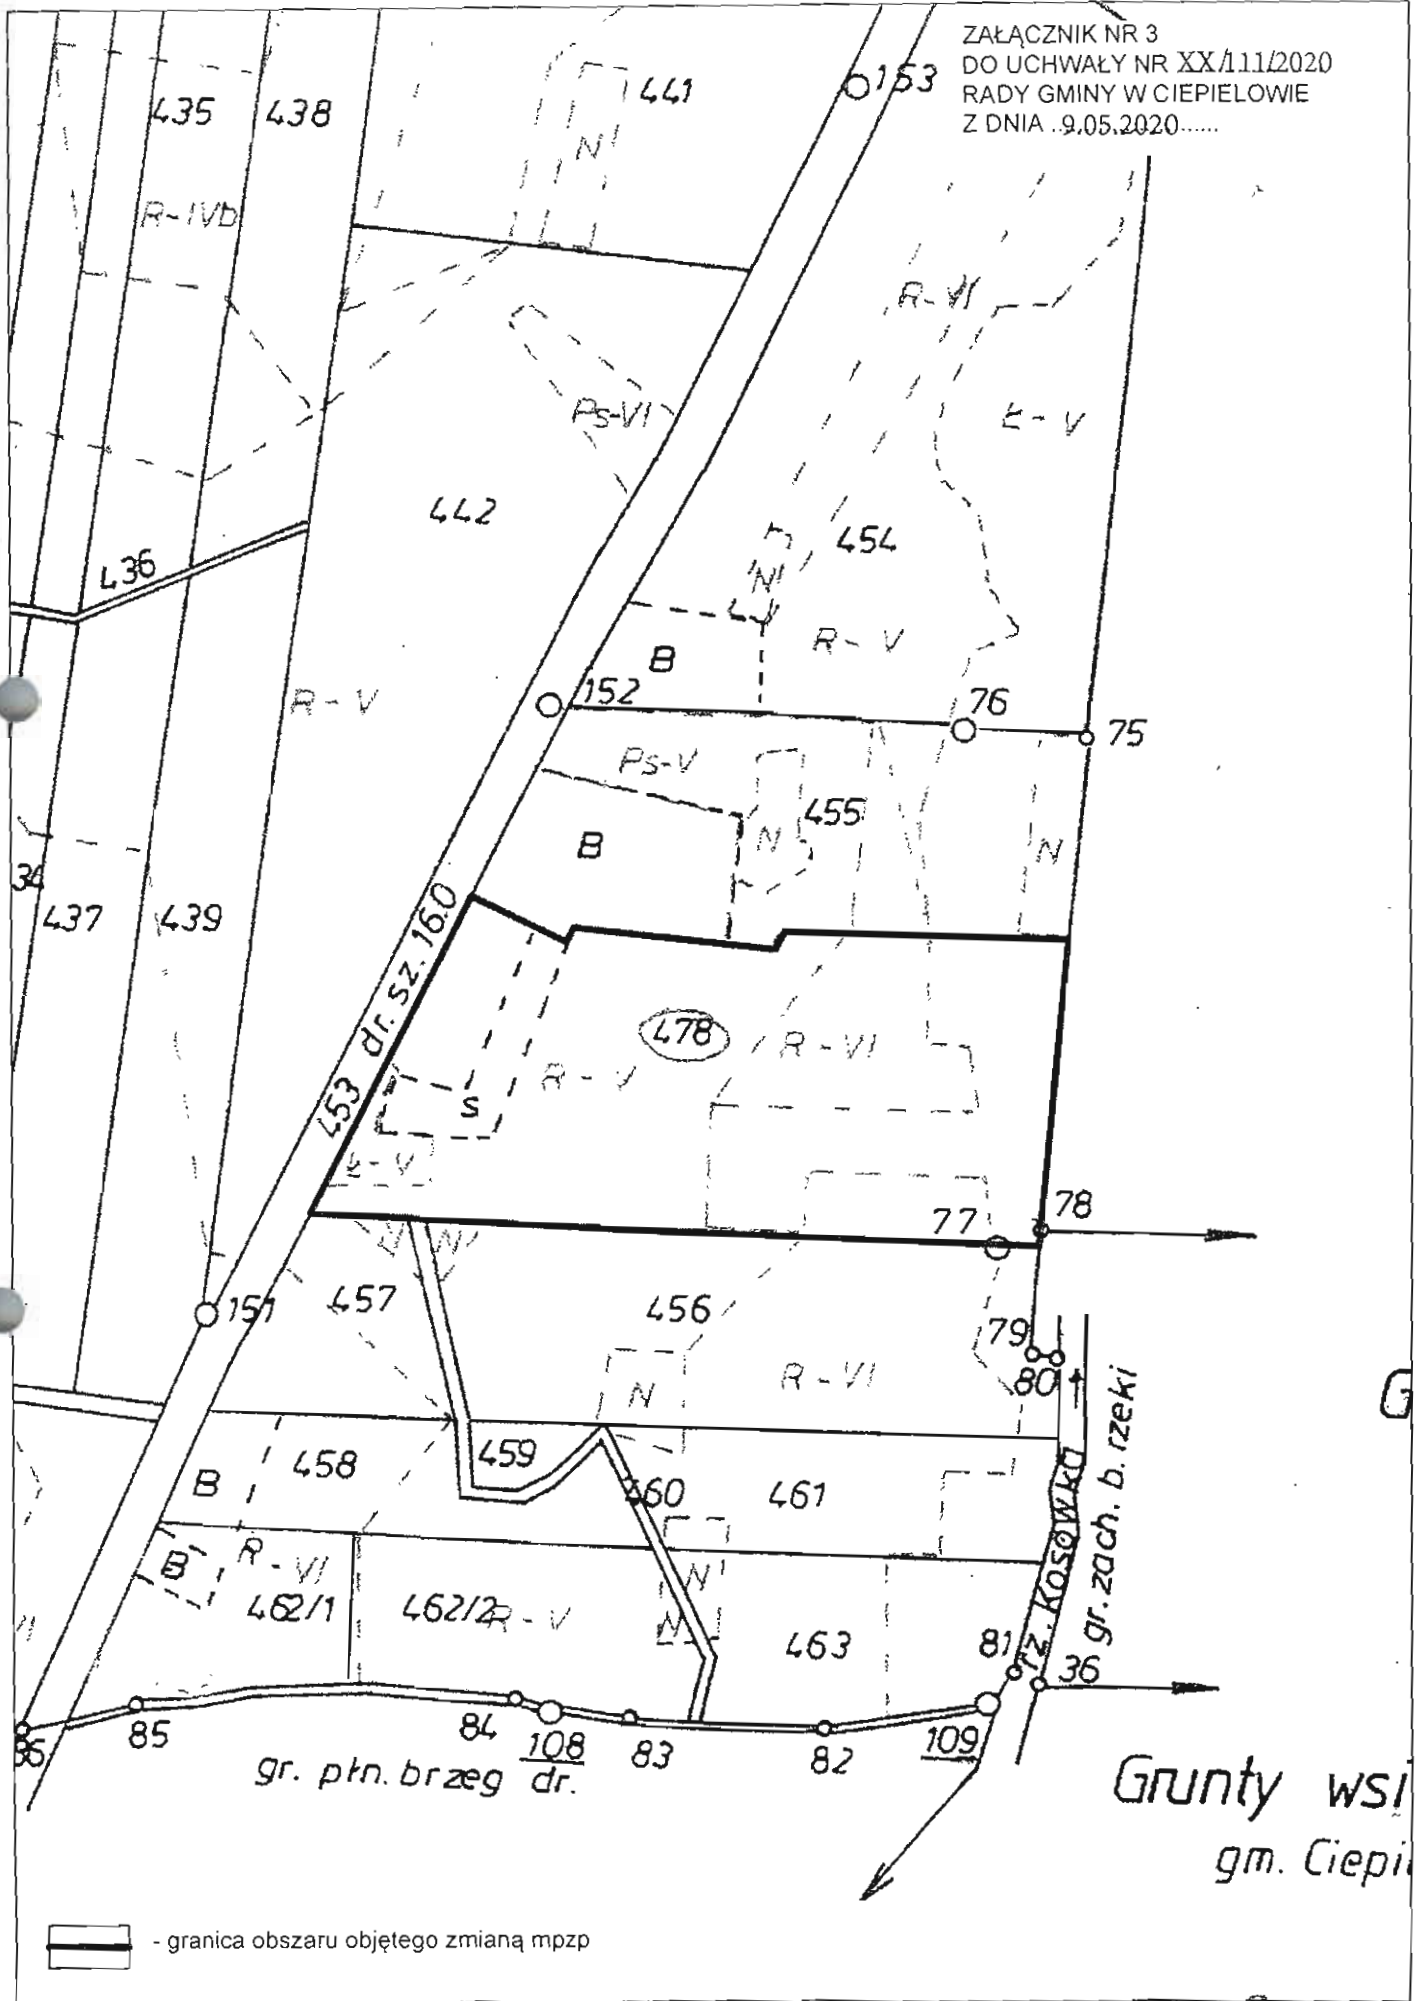 ZAŁĄCZNIK NR 3
DO UCHWAŁY NR XX/111/2020
RADY GMINY W CIEPIELOWIE
Z DNIA ..9.05.2020......
153
441
435
438
N
R-IVb
R-VI
Ps-VI
Ł-V
442
454
436
N
R-V
B
152
R-V
76
75
Ps-V
455
B
N
N
34
437
439
453 dr. sz. 16.0
478
R-VI
R-V
S
Ł-V
78
77
N
N
457
151
456
79
R-VI
80
N
G
459
458
B
460
461
rz. Kosówka
gr. zach. b. rzeki
R-VI
B
N
462/1
462/2
R-V
N
463
81
VI
36
85
84
86
108
83
82
109
gr. płn. brzeg dr.
Grunty wsi
gm. Ciepi
- granica obszaru objętego zmianą mpzp